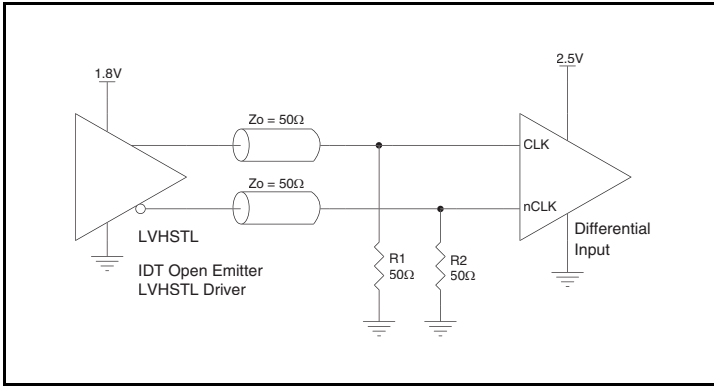 1.8V
2.5V
Zo = 50Ω
CLK
Zo = 50Ω
nCLK
LVHSTL
IDT Open Emitter
LVHSTL Driver
R1
50Ω
R2
50Ω
Differential
Input